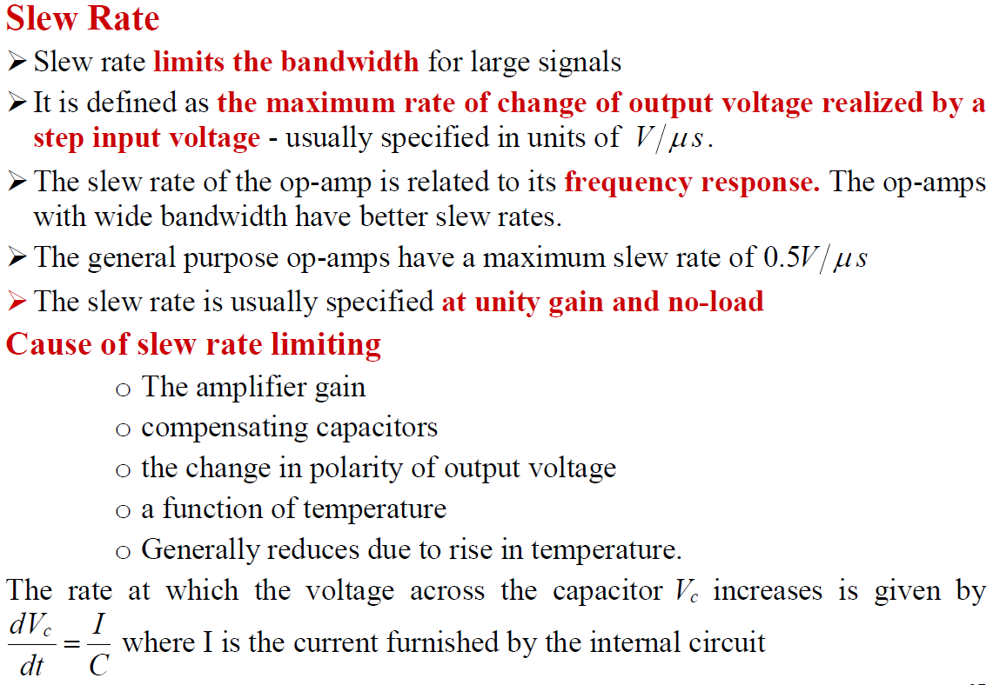 Slew Rate
➢ Slew rate limits the bandwidth for large signals
➢ It is defined as the maximum rate of change of output voltage realized by a
step input voltage - usually specified in units of V/μs.
➢ The slew rate of the op-amp is related to its frequency response. The op-amps
with wide bandwidth have better slew rates.
➢ The general purpose op-amps have a maximum slew rate of 0.5V/μs
➢ The slew rate is usually specified at unity gain and no-load
Cause of slew rate limiting
o The amplifier gain
o compensating capacitors
o the change in polarity of output voltage
o a function of temperature
o Generally reduces due to rise in temperature.
The rate at which the voltage across the capacitor Vc increases is given by
dVc/dt = I/C where I is the current furnished by the internal circuit